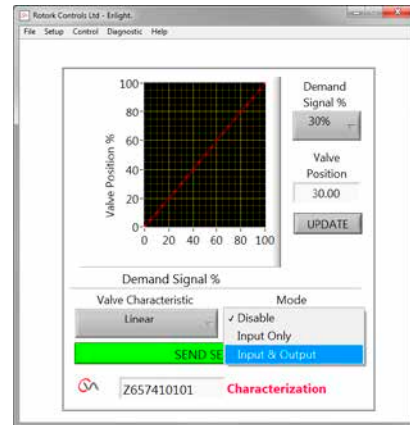 Rotork Controls Ltd - Enlight.
File Setup Control Diagnostic Help
100
80
60
40
20
0
Valve Position %
0 20 40 60 80 100
Demand Signal %
Demand
Signal %
30%
Valve
Position
30.00
UPDATE
Valve Characteristic
Linear
Mode
✓ Disable
Input Only
Input & Output
SEND SE
Z657410101
Characterization